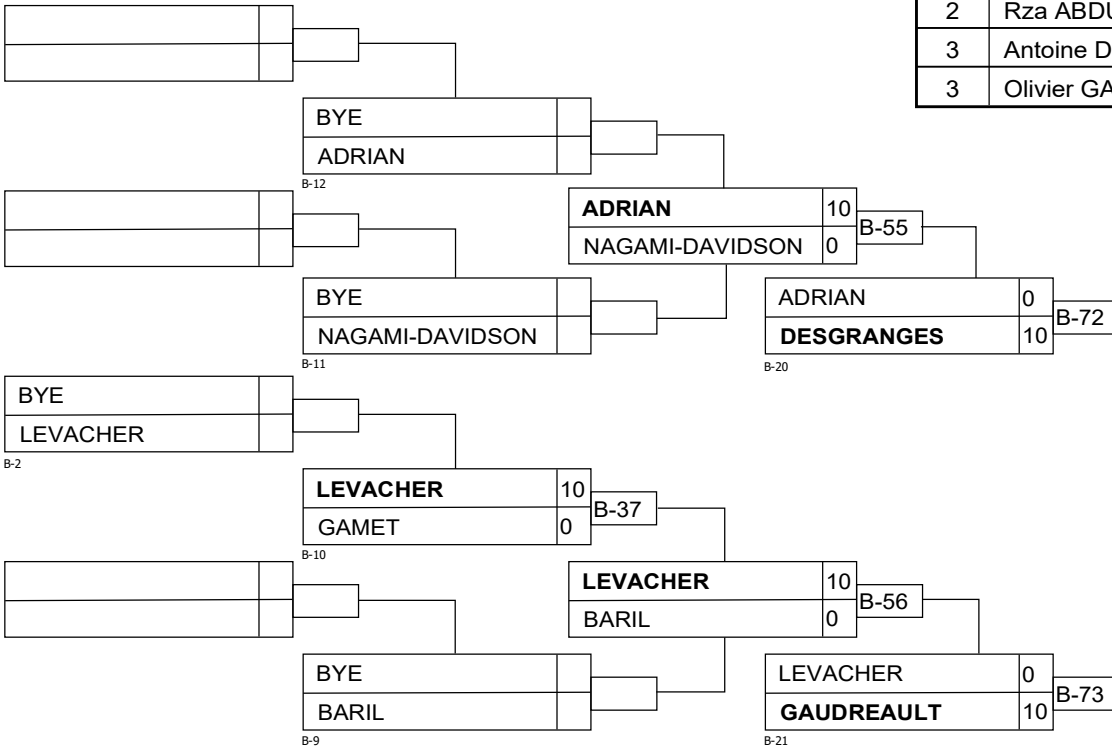 2 Rza ABDU
3 Antoine D
3 Olivier GA
BYE
ADRIAN
B-12
ADRIAN 10
NAGAMI-DAVIDSON 0
B-55
BYE
NAGAMI-DAVIDSON
B-11
ADRIAN 0
DESGRANGES 10
B-72
B-20
BYE
LEVACHER
B-2
LEVACHER 10
GAMET 0
B-37
B-10
LEVACHER 10
BARIL 0
B-56
BYE
BARIL
B-9
LEVACHER 0
GAUDREAULT 10
B-73
B-21